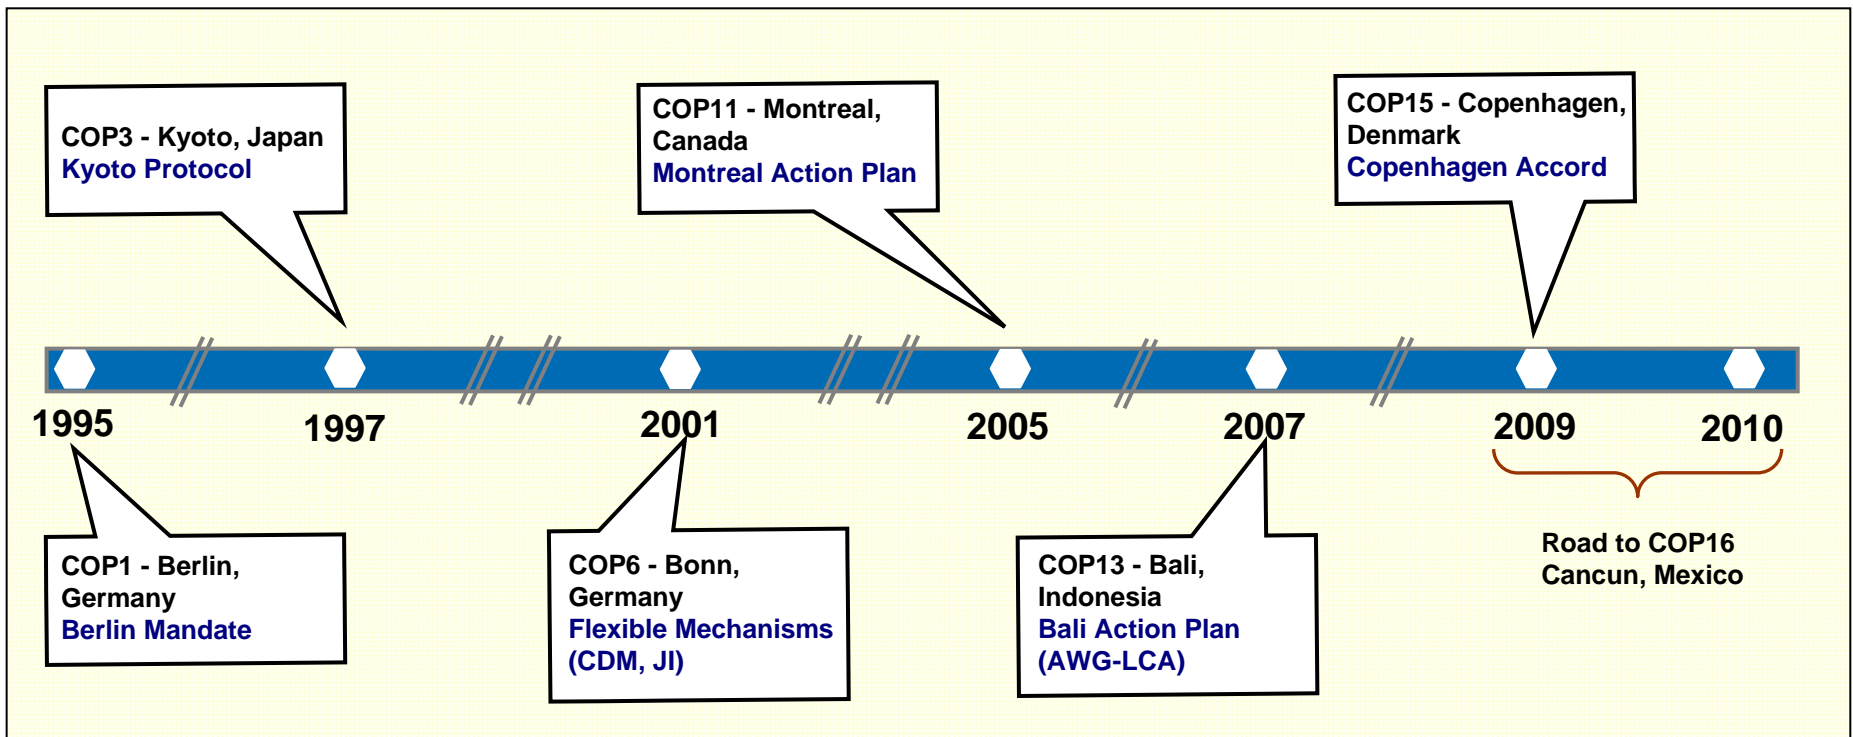 COP3 - Kyoto, Japan
Kyoto Protocol
COP11 - Montreal,
Canada
Montreal Action Plan
COP15 - Copenhagen,
Denmark
Copenhagen Accord
1995
1997
2001
2005
2007
2009
2010
COP1 - Berlin,
Germany
Berlin Mandate
COP6 - Bonn,
Germany
Flexible Mechanisms
(CDM, JI)
COP13 - Bali,
Indonesia
Bali Action Plan
(AWG-LCA)
Road to COP16
Cancun, Mexico